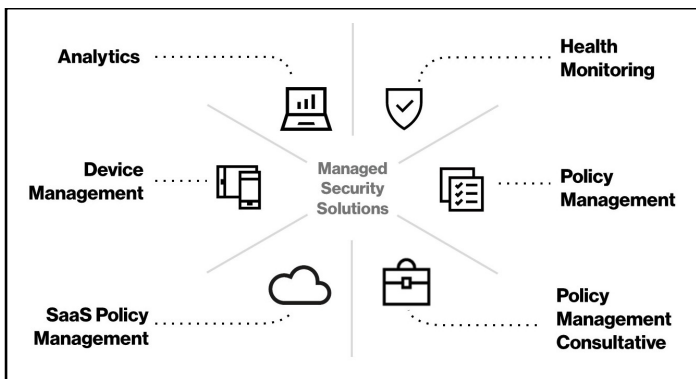 Analytics
Health
Monitoring
Device
Management
Managed
Security
Solutions
Policy
Management
SaaS Policy
Management
Policy
Management
Consultative